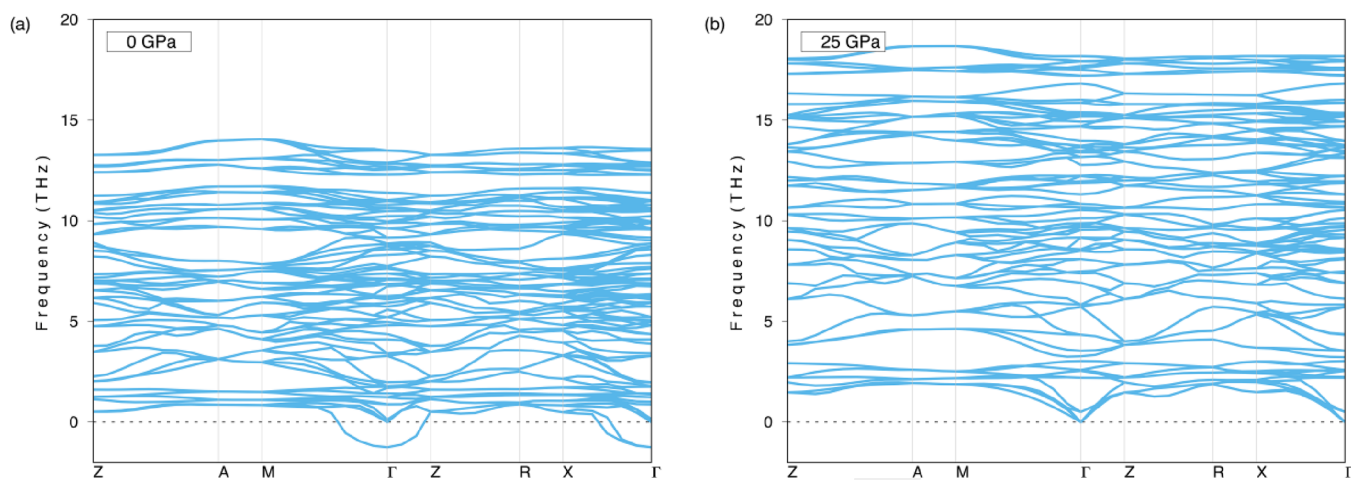 (a)
0 GPa
Frequency (THz)
20
15
10
5
0
Z A M Γ Z R X Γ
(b)
25 GPa
Frequency (THz)
20
15
10
5
0
Z A M Γ Z R X Γ